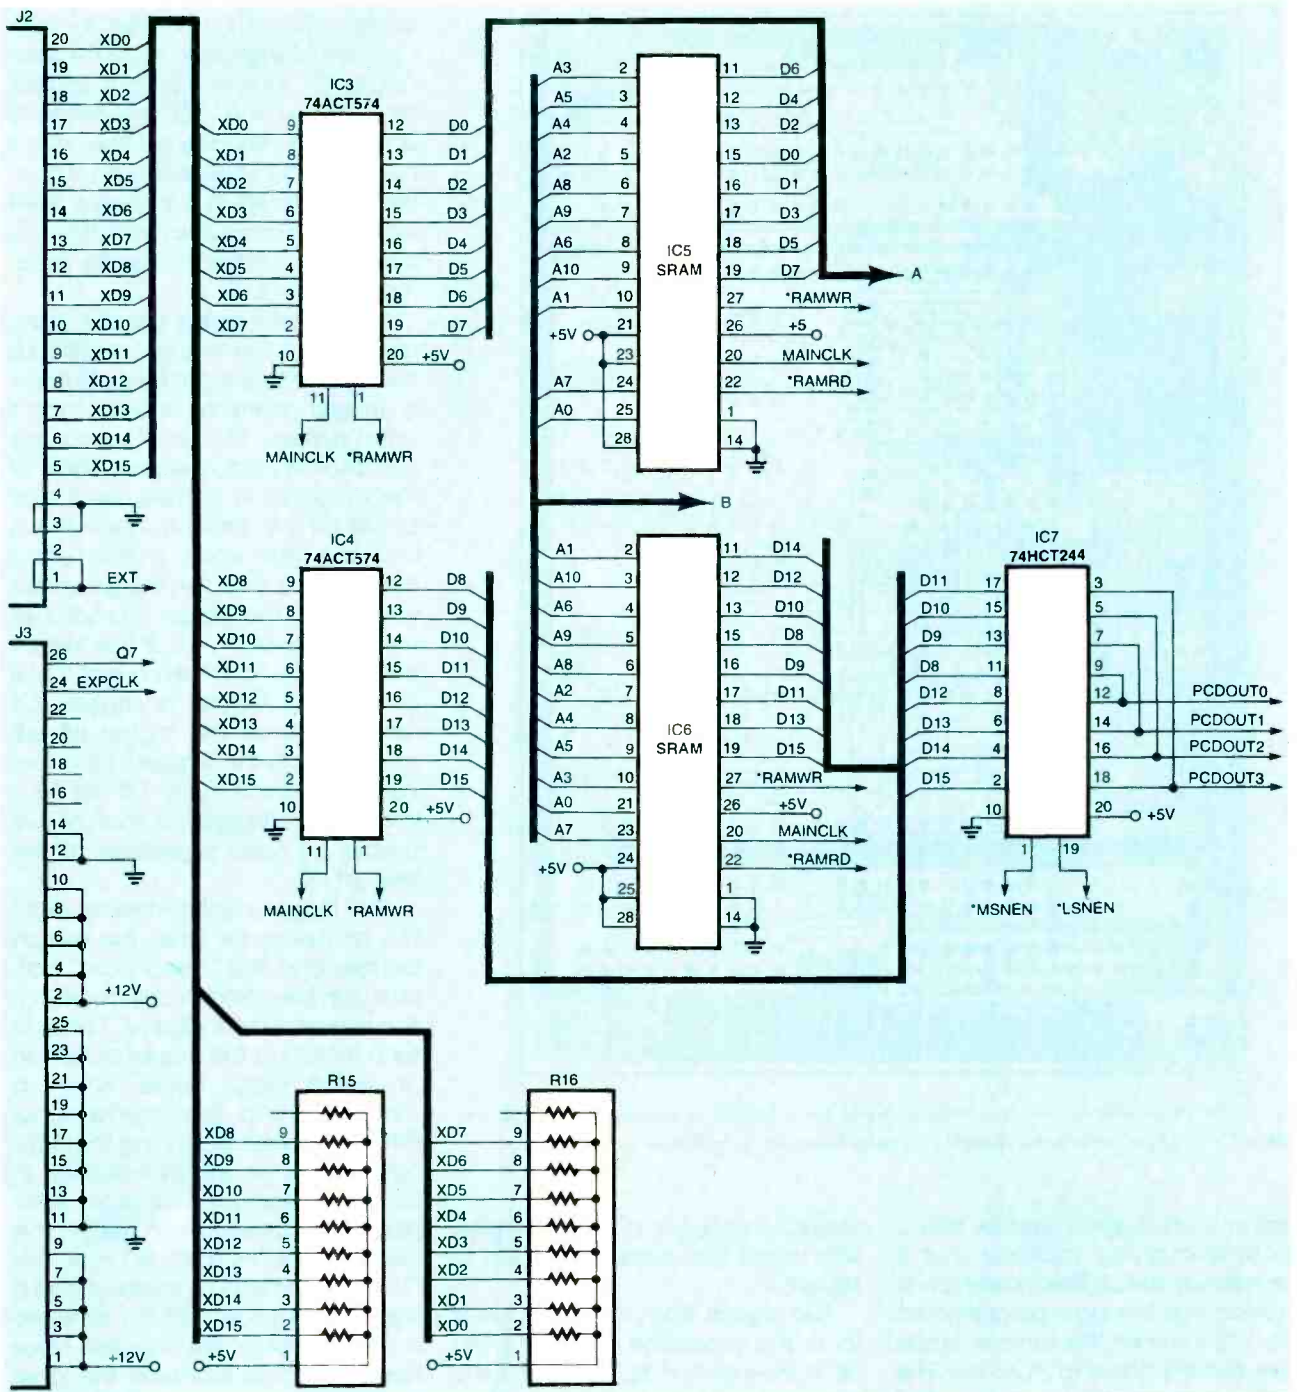 J2
20 XD0
19 XD1
18 XD2
17 XD3
16 XD4
15 XD5
14 XD6
13 XD7
12 XD8
11 XD9
10 XD10
9 XD11
8 XD12
7 XD13
6 XD14
5 XD15
4
3
2
1 EXT
J3
26 Q7
24 EXPCLK
22
20
18
16
14
12
10
8
6
4
2 +12V
25
23
21
19
17
15
13
11
9
7
5
3
1 +12V
IC3
74ACT574
XD0 9 12 D0
XD1 8 13 D1
XD2 7 14 D2
XD3 6 15 D3
XD4 5 16 D4
XD5 4 17 D5
XD6 3 18 D6
XD7 2 19 D7
10 20 +5V
11 1
MAINCLK *RAMWR
IC4
74ACT574
XD8 9 12 D8
XD9 8 13 D9
XD10 7 14 D10
XD11 6 15 D11
XD12 5 16 D12
XD13 4 17 D13
XD14 3 18 D14
XD15 2 19 D15
10 20 +5V
11 1
MAINCLK *RAMWR
A3 2 11 D6
A5 3 12 D4
A4 4 13 D2
A2 5 15 D0
A8 6 16 D1
A9 7 17 D3
A6 8 18 D5
IC5
SRAM
A10 9 19 D7
A
A1 10 27 *RAMWR
+5V 21 26 +5
23 20 MAINCLK
A7 24 22 *RAMRD
A0 25 1
28 14
B
A1 2 11 D14
A10 3 12 D12
A6 4 13 D10
A9 5 15 D8
A8 6 16 D9
A2 7 17 D11
A4 8 18 D13
IC6
SRAM
A5 9 19 D15
A3 10 27 *RAMWR
A0 21 26 +5V
A7 23 20 MAINCLK
+5V 24 22 *RAMRD
25 1
28 14
IC7
74HCT244
D11 17 3
D10 15 5
D9 13 7
D8 11 9
D12 8 12 PCDOUT0
D13 6 14 PCDOUT1
D14 4 16 PCDOUT2
D15 2 18 PCDOUT3
10 20 +5V
1 19
*MSNEN *LSNEN
R15
XD8 9
XD9 8
XD10 7
XD11 6
XD12 5
XD13 4
XD14 3
XD15 2
+5V 1
R16
XD7 9
XD6 8
XD5 7
XD4 6
XD3 5
XD2 4
XD1 3
XD0 2
+5V 1